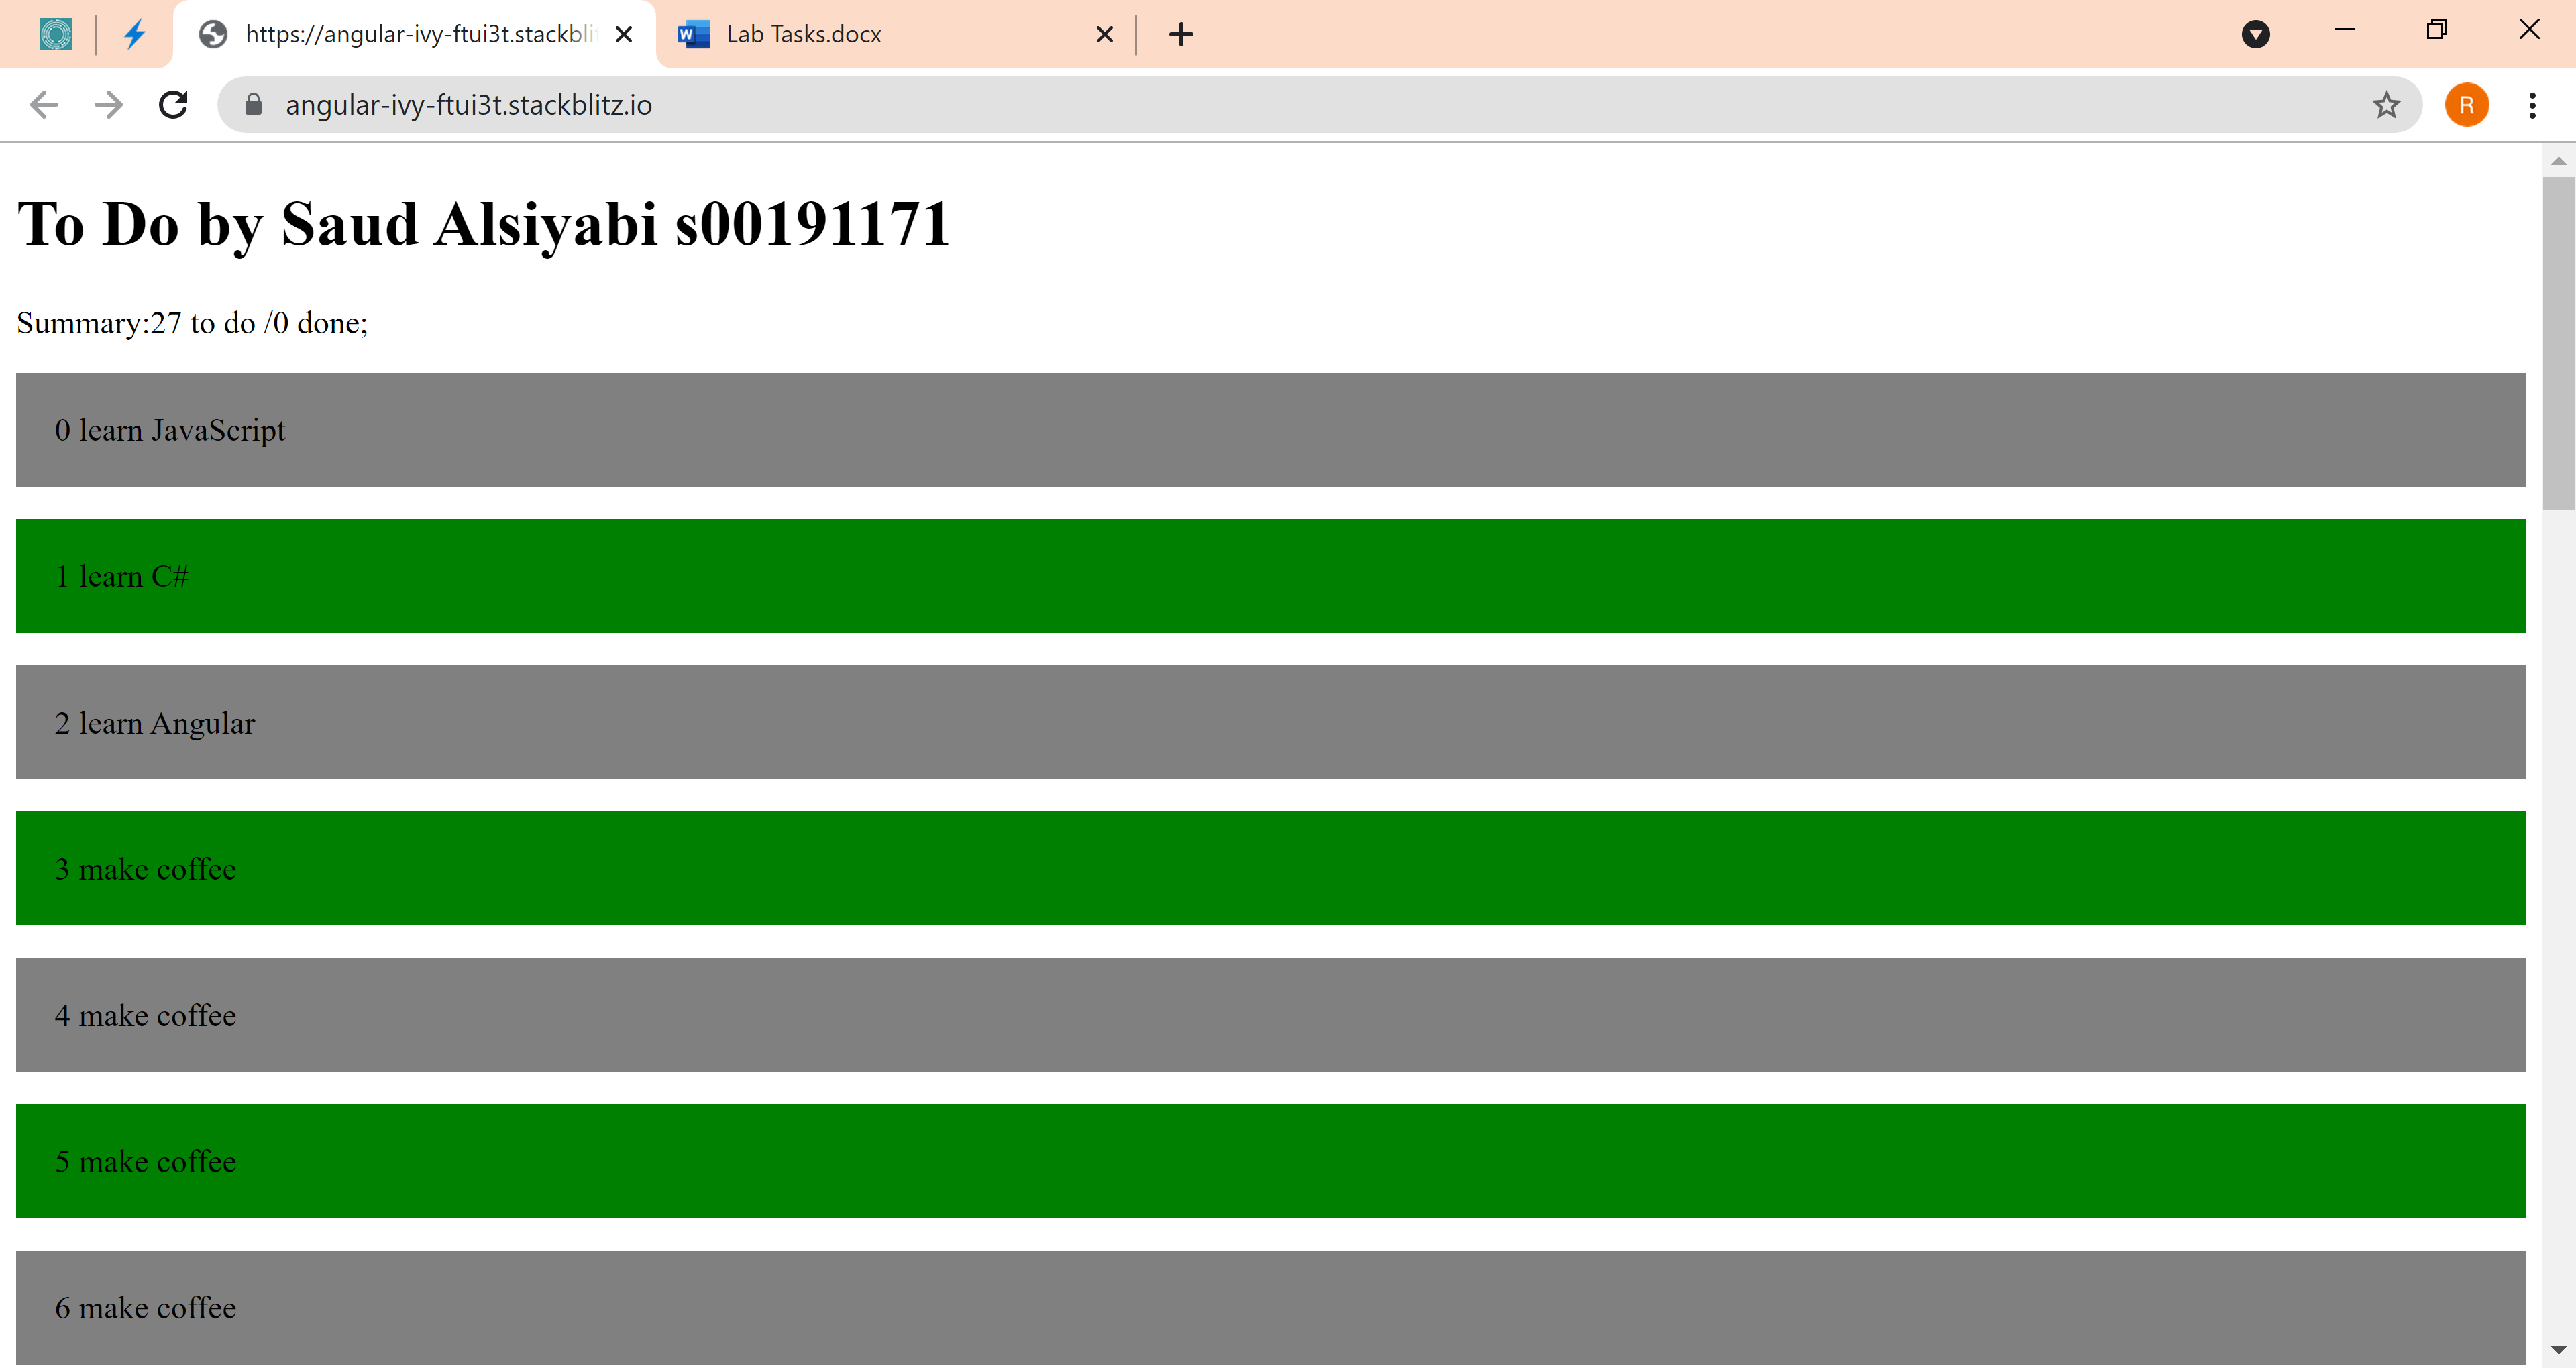 https://angular-ivy-ftui3t.stackbli
Lab Tasks.docx
angular-ivy-ftui3t.stackblitz.io
R
To Do by Saud Alsiyabi s00191171
Summary:27 to do /0 done;
0 learn JavaScript
1 learn C#
2 learn Angular
3 make coffee
4 make coffee
5 make coffee
6 make coffee